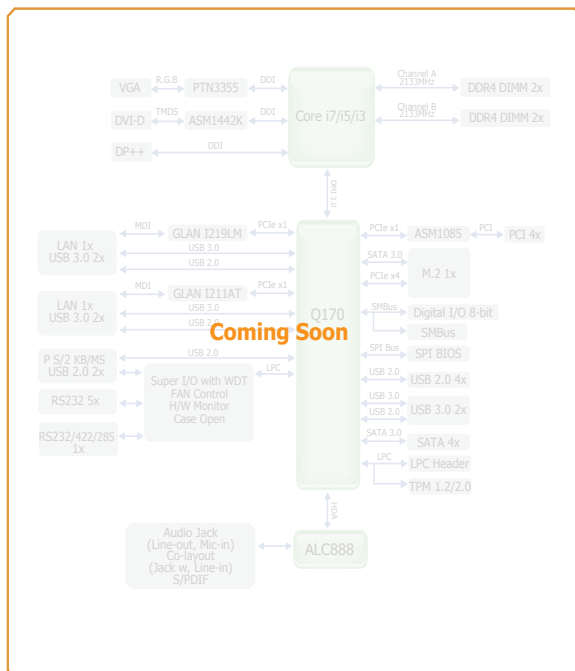 Channel A
2133MHz
VGA
R.G.B
PTN3355
DDI
Core i7/i5/i3
DDR4 DIMM 2x
Channel B
2133MHz
DVI-D
TMDS
ASM1442K
DDI
DDR4 DIMM 2x
DP++
DDI
DMI 3.0
LAN 1x
USB 3.0 2x
MDI
GLAN I219LM
PCIe x1
USB 3.0
USB 2.0
PCIe x1
ASM1085
PCI
PCI 4x
SATA 3.0
PCIe x4
M.2 1x
LAN 1x
USB 3.0 2x
MDI
GLAN I211AT
PCIe x1
USB 3.0
USB 2.0
Q170
SMBus
Digital I/O 8-bit
SMBus
Coming Soon
SPI Bus
SPI BIOS
P S/2 KB/MS
USB 2.0 2x
USB 2.0
LPC
Super I/O with WDT
FAN Control
H/W Monitor
Case Open
USB 2.0
USB 2.0 4x
RS232 5x
USB 3.0
USB 2.0
USB 3.0 2x
RS232/422/285
1x
SATA 3.0
SATA 4x
LPC
LPC Header
TPM 1.2/2.0
HDA
Audio Jack
(Line-out, Mic-in)
Co-layout
(Jack w, Line-in)
S/PDIF
ALC888